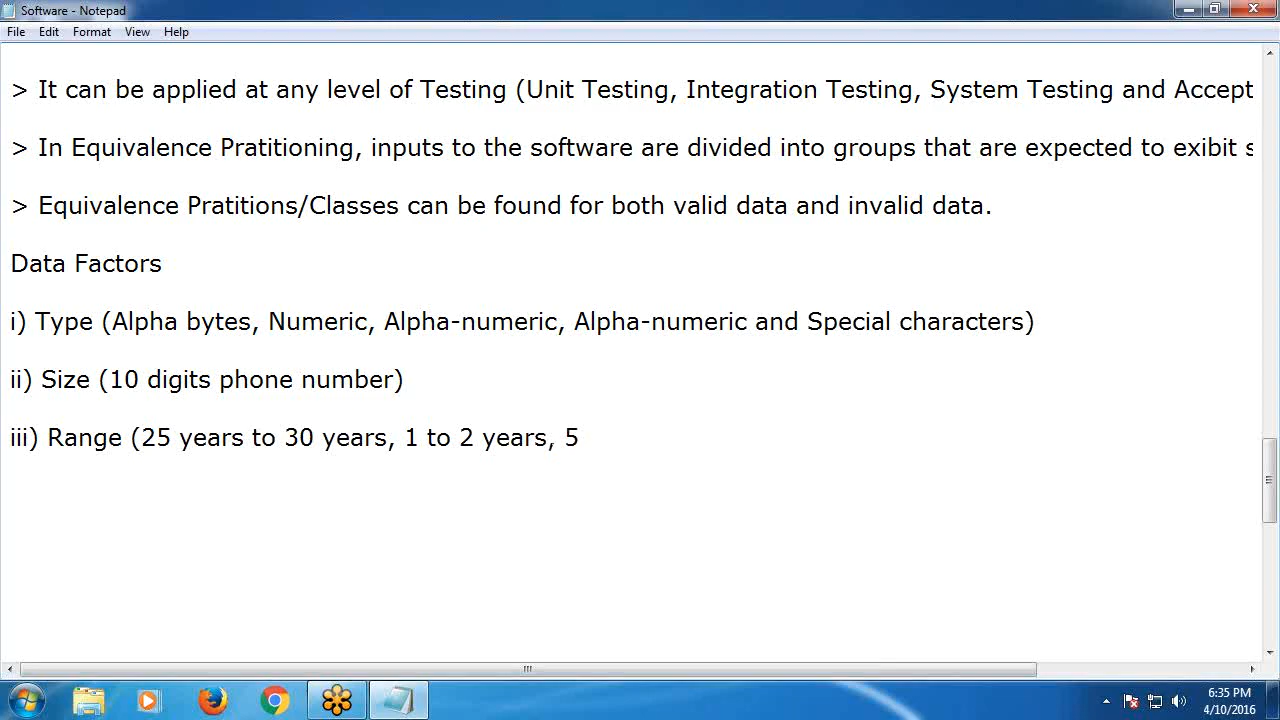 Software - Notepad
File Edit Format View Help
> It can be applied at any level of Testing (Unit Testing, Integration Testing, System Testing and Accept
> In Equivalence Pratitioning, inputs to the software are divided into groups that are expected to exibit s
> Equivalence Pratitions/Classes can be found for both valid data and invalid data.
Data Factors
i) Type (Alpha bytes, Numeric, Alpha-numeric, Alpha-numeric and Special characters)
ii) Size (10 digits phone number)
iii) Range (25 years to 30 years, 1 to 2 years, 5
6:35 PM
4/10/2016